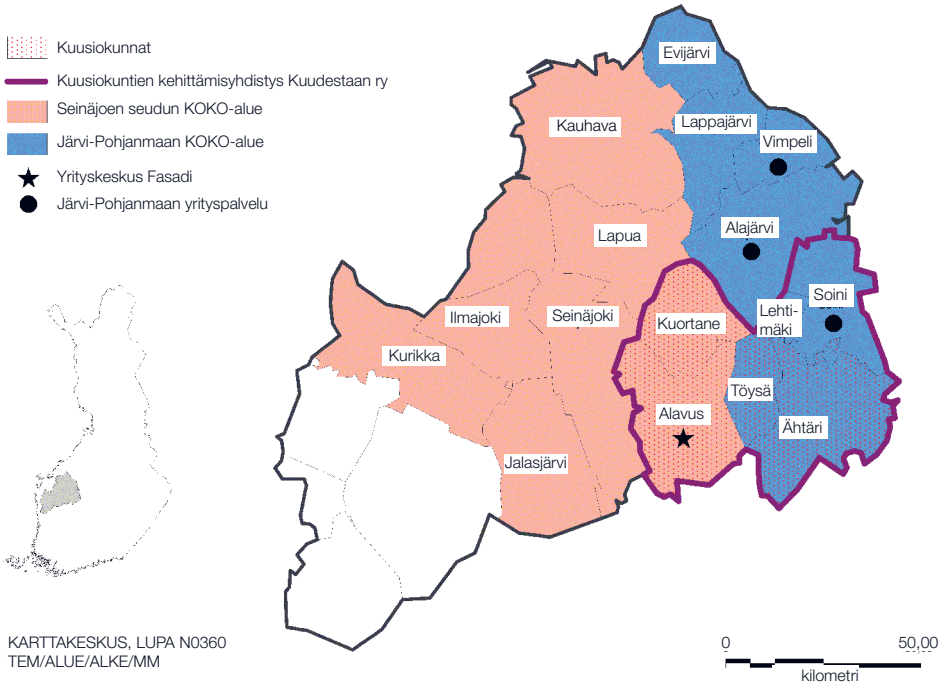 Kuusiokunnat
Kuusiokuntien kehittämisyhdistys Kuudestaan ry
Seinäjoen seudun KOKO-alue
Järvi-Pohjanmaan KOKO-alue
Yrityskeskus Fasadi
Järvi-Pohjanmaan yrityspalvelu
Evijärvi
Kauhava
Lappajärvi
Vimpeli
Lapua
Alajärvi
Soini
Ilmajoki
Seinäjoki
Kuortane
Lehti-
mäki
Kurikka
Töysä
Alavus
Ähtäri
Jalasjärvi
KARTTAKESKUS, LUPA N0360
TEM/ALUE/ALKE/MM
0 50,00
kilometri